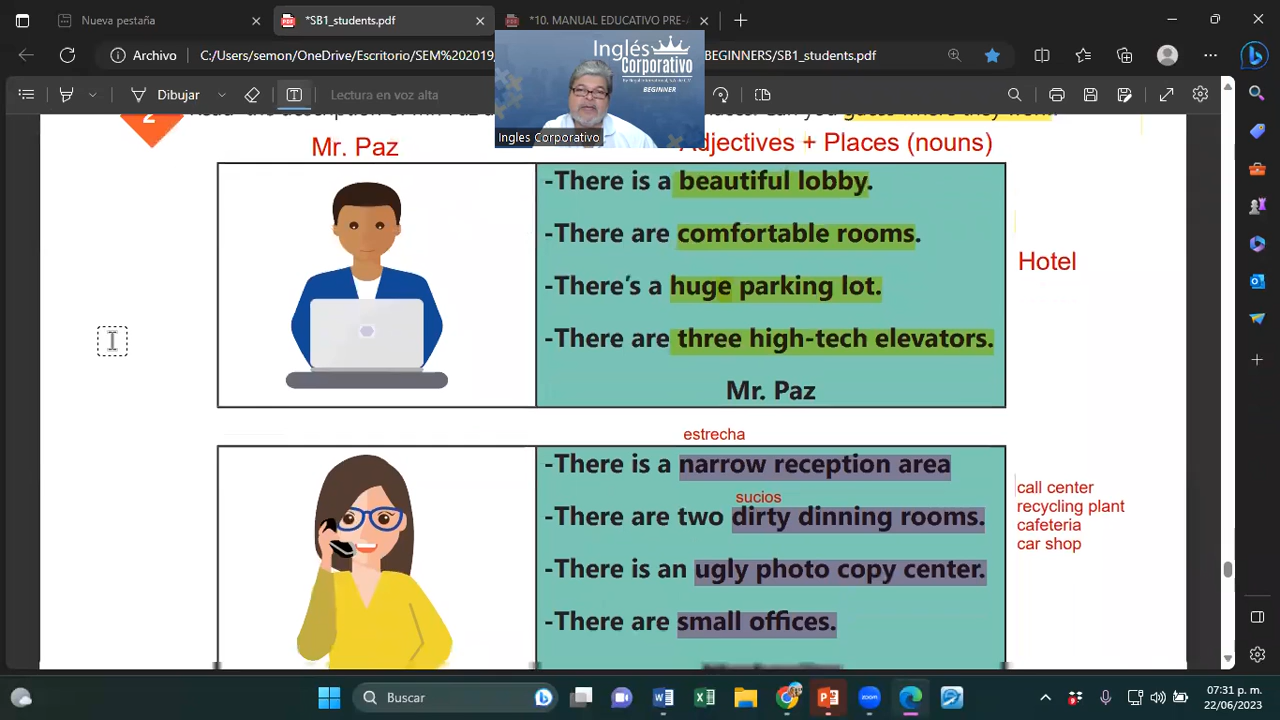 Nueva pestaña
*SB1_students.pdf
*10. MANUAL EDUCATIVO PRE-A
Archivo
C:/Users/semon/OneDrive/Escritorio/SEM%202019/
BEGINNERS/SB1_students.pdf
Dibujar
Lectura en voz alta
Inglés
Corporativo
BEGINNER
Ingles Corporativo
2
Mr. Paz
Adjectives + Places (nouns)
-There is a beautiful lobby.
-There are comfortable rooms.
-There's a huge parking lot.
-There are three high-tech elevators.
Mr. Paz
Hotel
estrecha
-There is a narrow reception area
sucios
-There are two dirty dinning rooms.
-There is an ugly photo copy center.
-There are small offices.
call center
recycling plant
cafeteria
car shop
Buscar
07:31 p. m.
22/06/2023